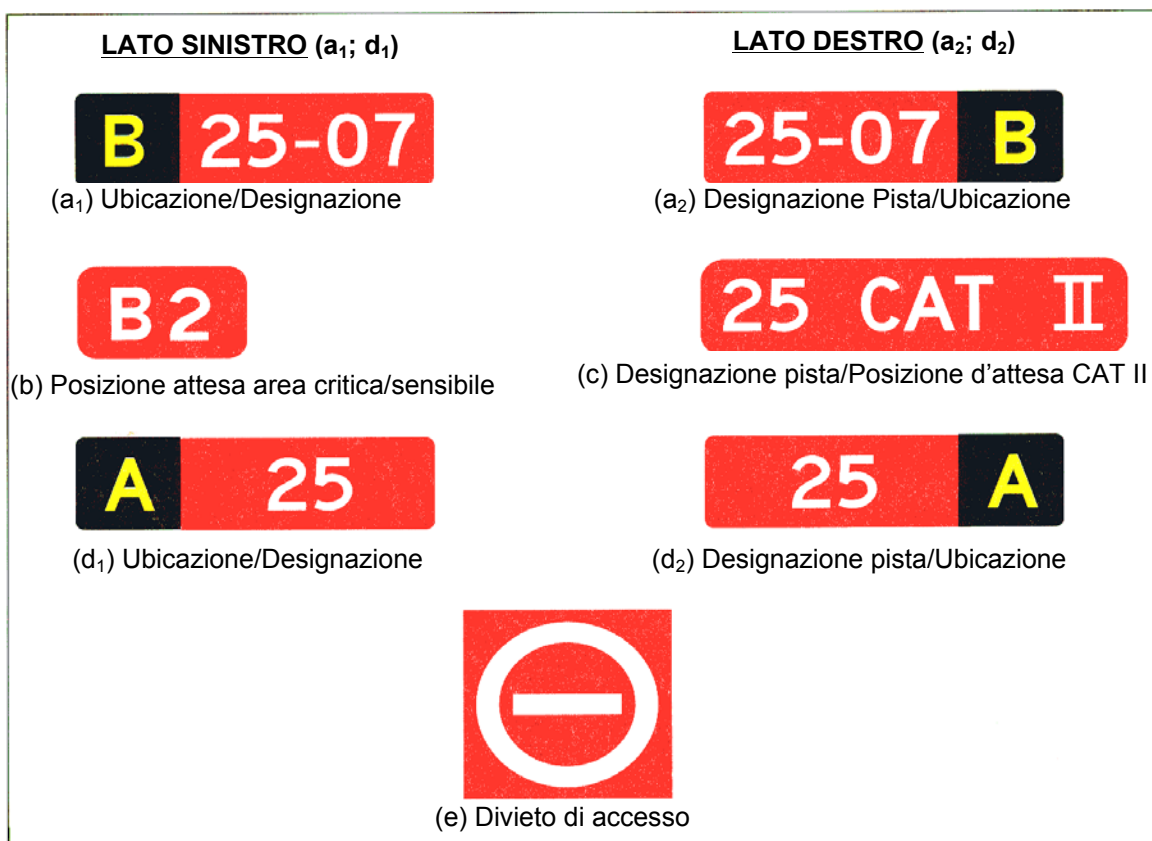 LATO SINISTRO (a₁; d₁)
LATO DESTRO (a₂; d₂)
B 25-07
25-07 B
(a₁) Ubicazione/Designazione
(a₂) Designazione Pista/Ubicazione
B2
25 CAT II
(b) Posizione attesa area critica/sensibile
(c) Designazione pista/Posizione d'attesa CAT II
A 25
25 A
(d₁) Ubicazione/Designazione
(d₂) Designazione pista/Ubicazione
(e) Divieto di accesso